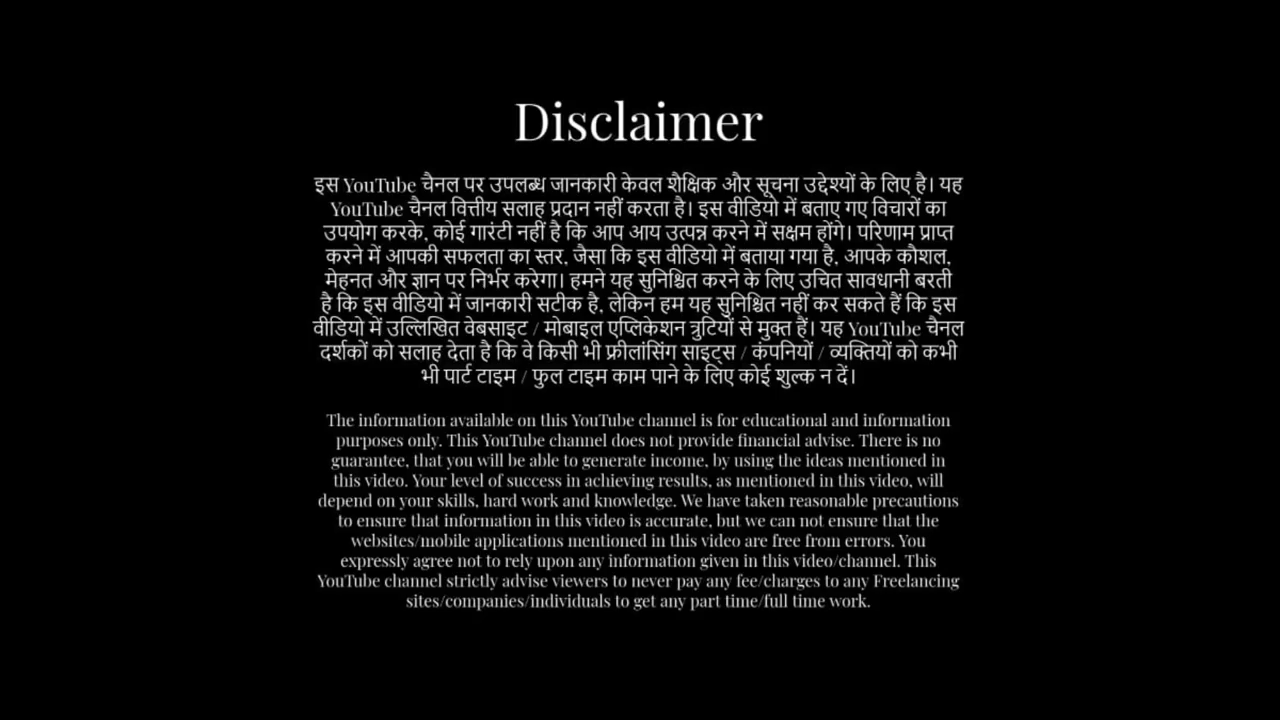 Disclaimer
इस YouTube चैनल पर उपलब्ध जानकारी केवल शैक्षिक और सूचना उद्देश्यों के लिए है। यह
YouTube चैनल वित्तीय सलाह प्रदान नहीं करता है। इस वीडियो में बताए गए विचारों का
उपयोग करके, कोई गारंटी नहीं है कि आप आय उत्पन्न करने में सक्षम होंगे। परिणाम प्राप्त
करने में आपकी सफलता का स्तर, जैसा कि इस वीडियो में बताया गया है, आपके कौशल,
मेहनत और ज्ञान पर निर्भर करेगा। हमने यह सुनिश्चित करने के लिए उचित सावधानी बरती
है कि इस वीडियो में जानकारी सटीक है, लेकिन हम यह सुनिश्चित नहीं कर सकते हैं कि इस
वीडियो में उल्लिखित वेबसाइट / मोबाइल एप्लिकेशन त्रुटियों से मुक्त हैं। यह YouTube चैनल
दर्शकों को सलाह देता है कि वे किसी भी फ्रीलांसिंग साइट्स / कंपनियों / व्यक्तियों को कभी
भी पार्ट टाइम / फुल टाइम काम पाने के लिए कोई शुल्क न दें।
The information available on this YouTube channel is for educational and information
purposes only. This YouTube channel does not provide financial advise. There is no
guarantee, that you will be able to generate income, by using the ideas mentioned in
this video. Your level of success in achieving results, as mentioned in this video, will
depend on your skills, hard work and knowledge. We have taken reasonable precautions
to ensure that information in this video is accurate, but we can not ensure that the
websites/mobile applications mentioned in this video are free from errors. You
expressly agree not to rely upon any information given in this video/channel. This
YouTube channel strictly advise viewers to never pay any fee/charges to any Freelancing
sites/companies/individuals to get any part time/full time work.